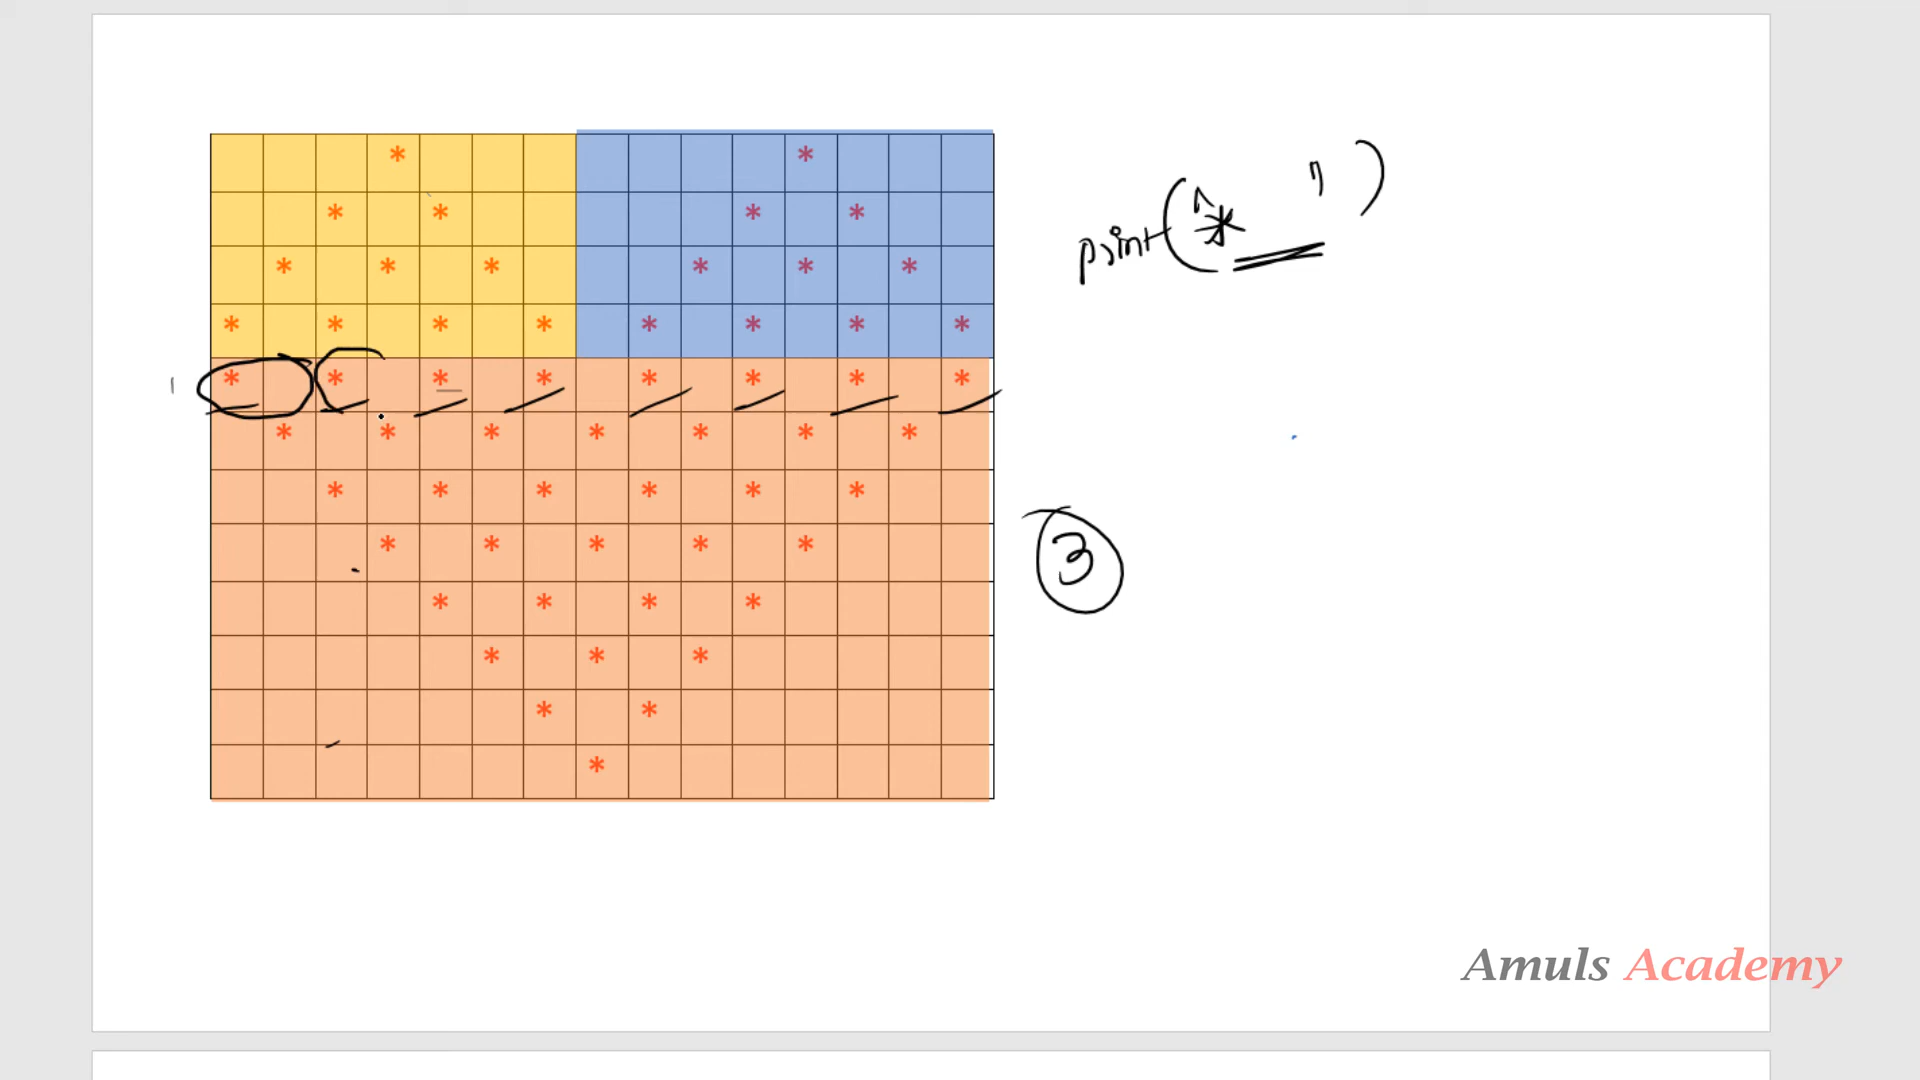 * *
* * * *
* * * * * *
* * * * * * * *
* * * * * * * *
* * * * * * *
* * * * * *
* * * * *
* * * *
* * *
* *
*
print("* ")
3
Amuls Academy